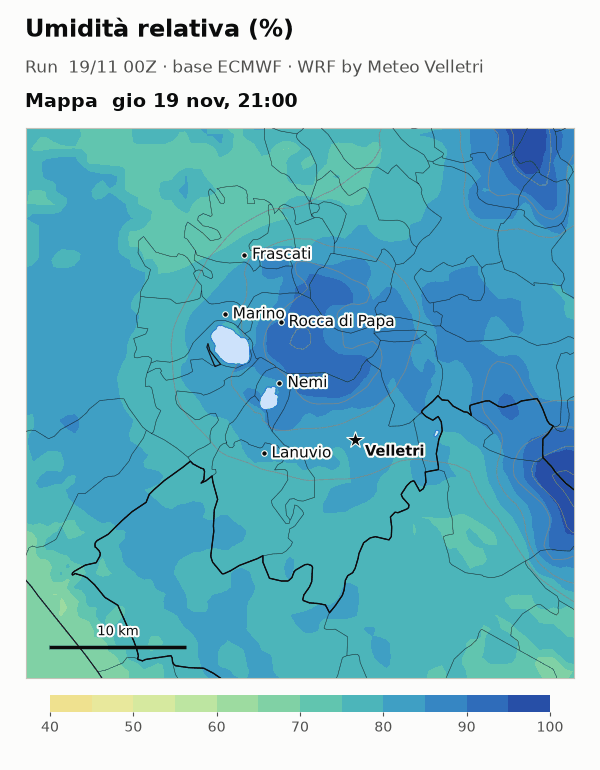 Umidità relativa (%)
Run  19/11 00Z · base ECMWF · WRF by Meteo Velletri
Mappa  gio 19 nov, 21:00
Frascati
Marino
Rocca di Papa
Nemi
Velletri
Lanuvio
10 km
40 50 60 70 80 90 100